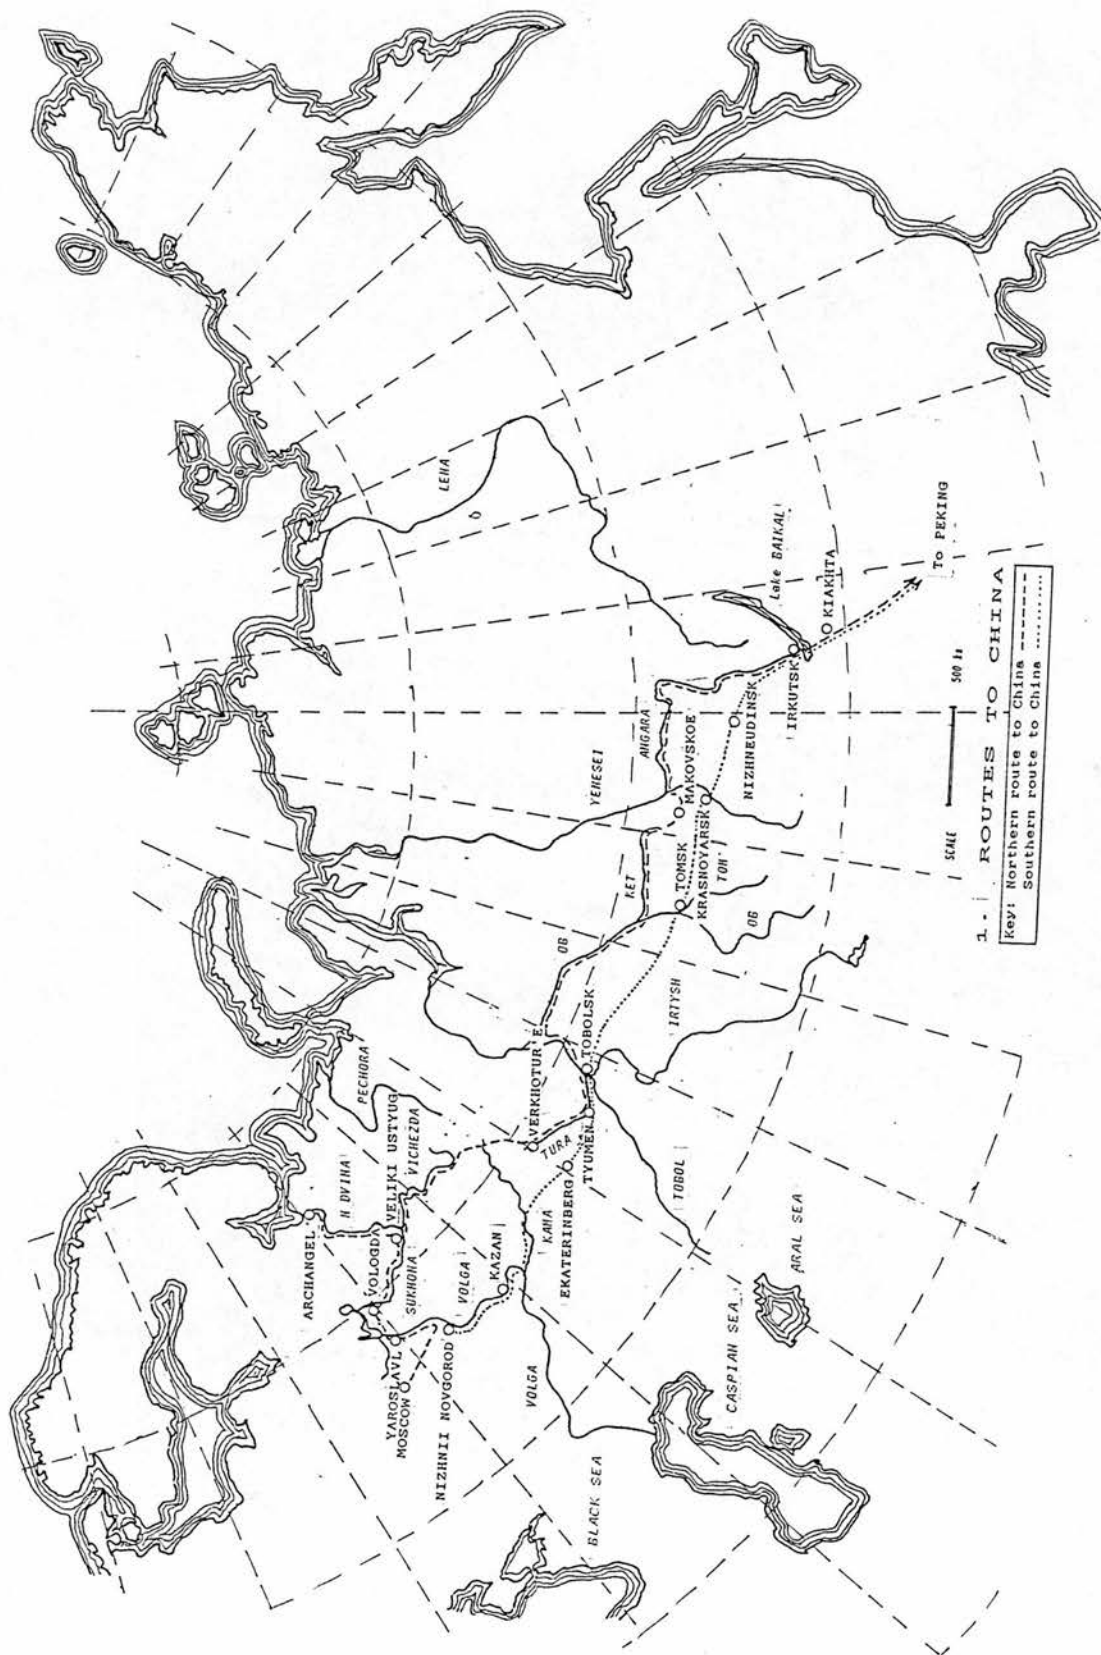 LENA
Lake BAIKAL
KIAKHTA
To PEKING
IRKUTSK
NIZHNEUDINSK
ANGARA
MAKOVSKOE
YENESEI
KRASNOYARSK
TOMSK
TOM'
KET
OB
OB
IRTYSH
TOBOLSK
VERKHOTUR'E
TURA
TYUMEN
EKATERINBERG
TOBOL
PECHORA
VICHEZDA
VELIKI USTYUG
N DVINA
ARCHANGEL
VOLOGDA
SUKHONA
YAROSLAVL
MOSCOW
NIZHNII NOVGOROD
VOLGA
KAZAN
KAMA
VOLGA
ARAL SEA
CASPIAN SEA
BLACK SEA
SCALE 500 km
1. ROUTES TO CHINA
Key: Northern route to China -------
Southern route to China ..........